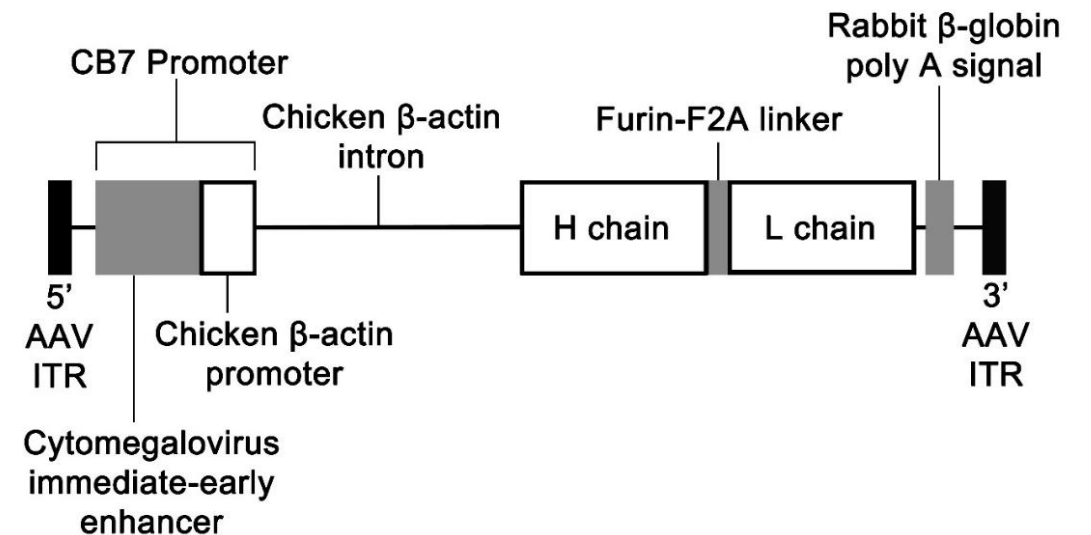 Rabbit β-globin
poly A signal
CB7 Promoter
Chicken β-actin
intron
Furin-F2A linker
H chain
L chain
5’
AAV
ITR
Chicken β-actin
promoter
3’
AAV
ITR
Cytomegalovirus
immediate-early
enhancer